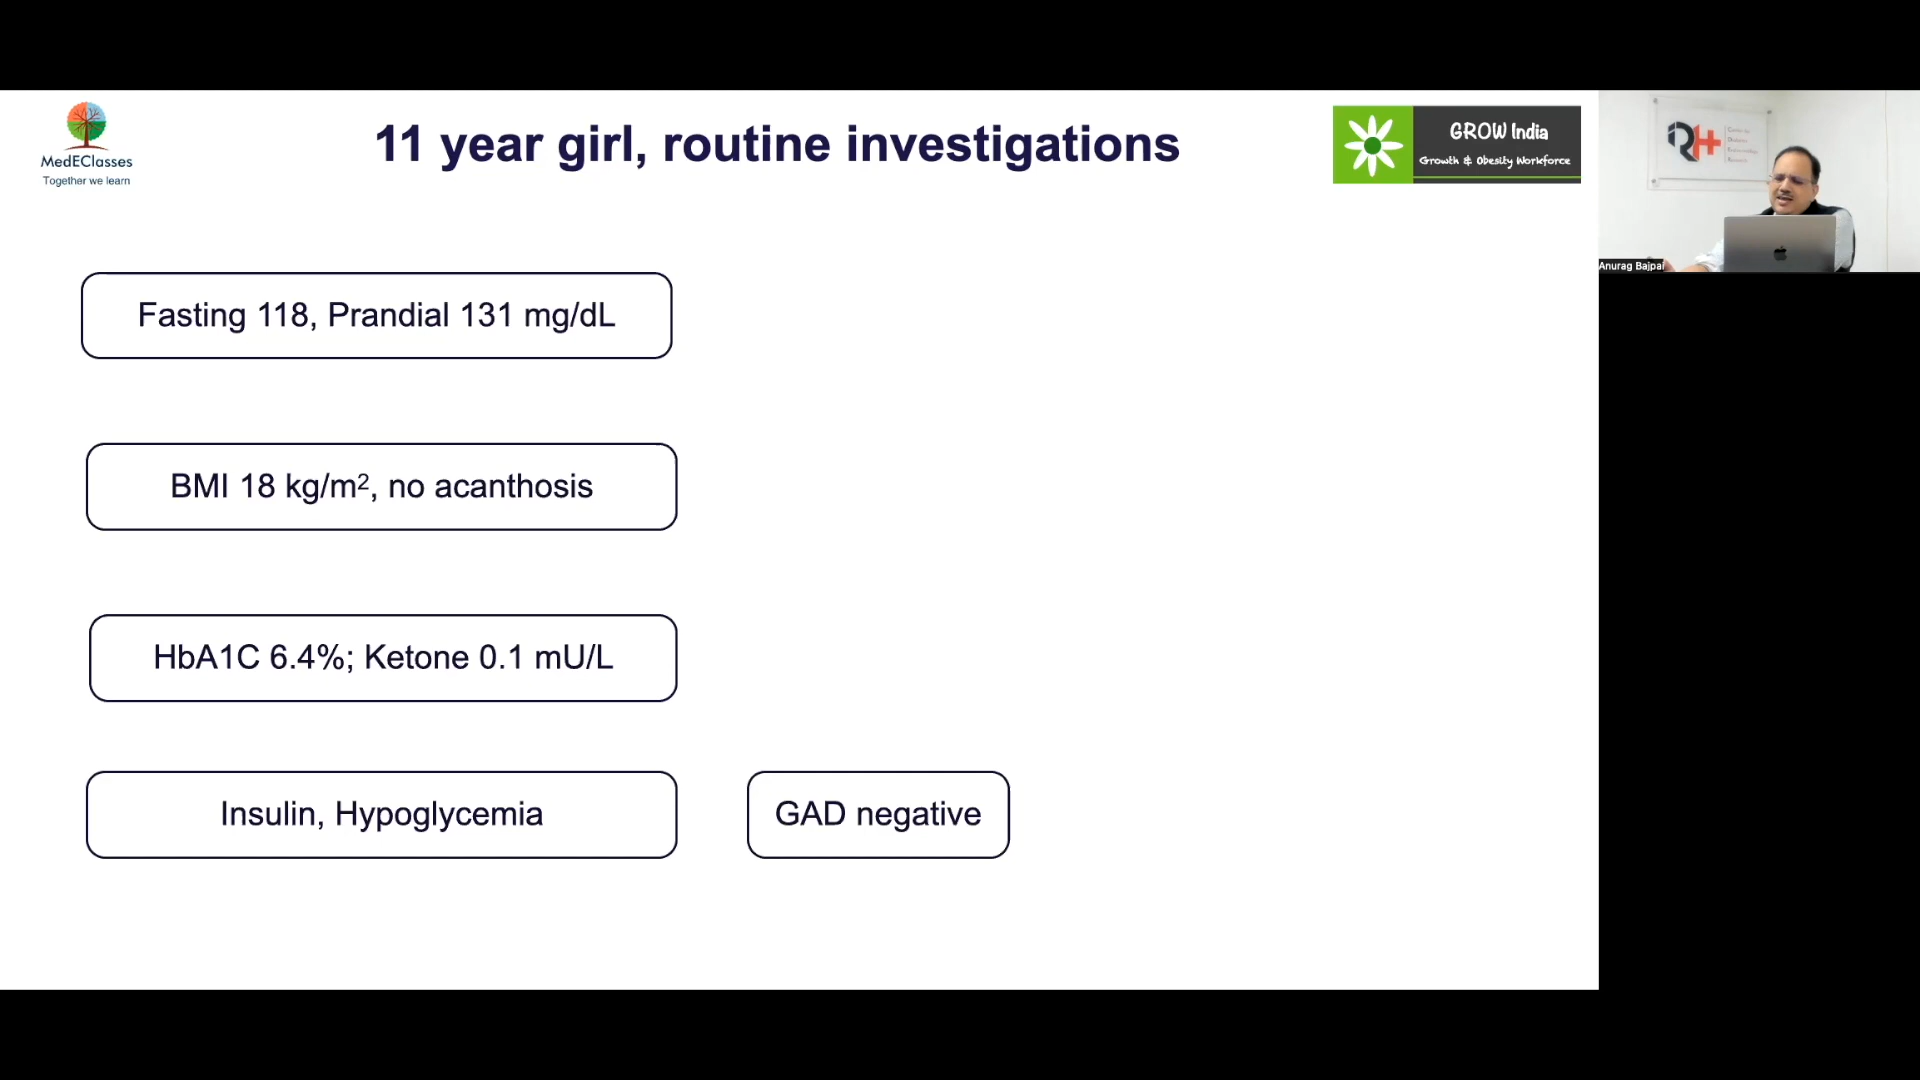 MedEClasses
Together we learn
11 year girl, routine investigations
GROW India
Growth & Obesity Workforce
RH
Anurag Bajpai
Fasting 118, Prandial 131 mg/dL
BMI 18 kg/m², no acanthosis
HbA1C 6.4%; Ketone 0.1 mU/L
Insulin, Hypoglycemia
GAD negative